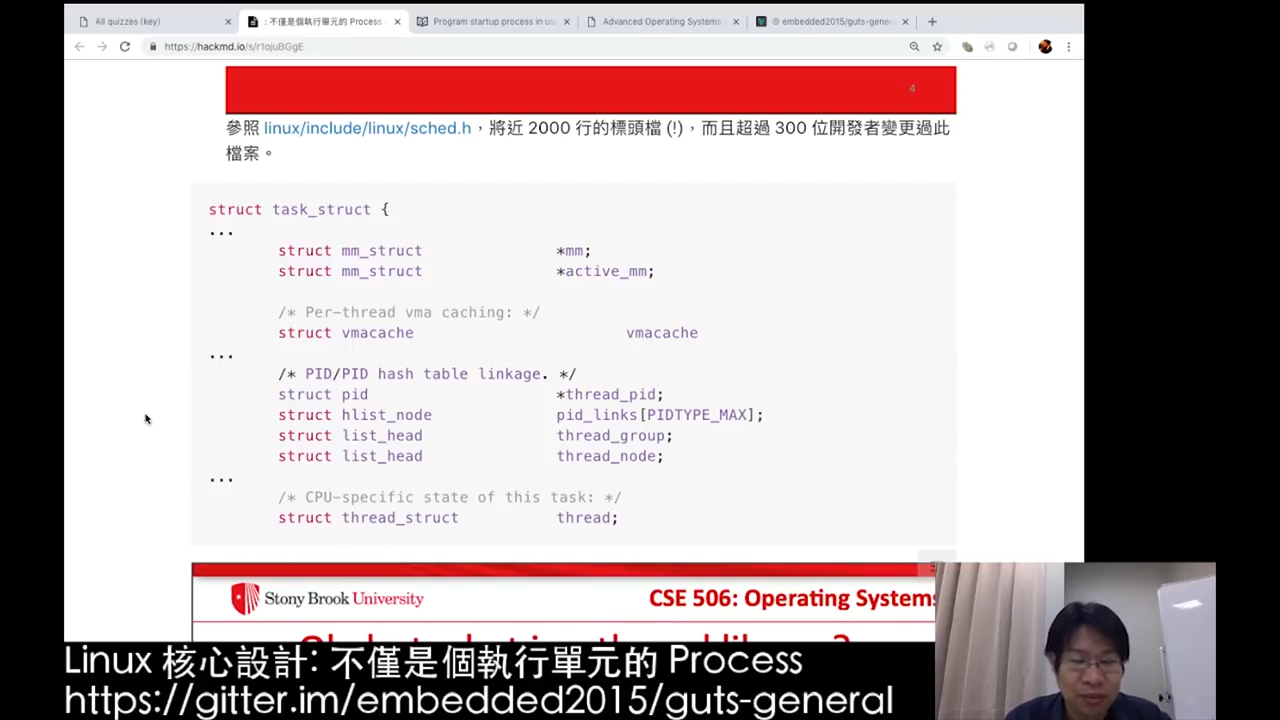 All quizzes (key)
: 不僅是個執行單元的 Process -
Program startup process in us
Advanced Operating Systems
embedded2015/guts-gener
https://hackmd.io/s/r1ojuBGgE
4
參照 linux/include/linux/sched.h，將近 2000 行的標頭檔 (!)，而且超過 300 位開發者變更過此
檔案。
struct task_struct {
...
struct mm_struct *mm;
struct mm_struct *active_mm;
/* Per-thread vma caching: */
struct vmacache vmacache
...
/* PID/PID hash table linkage. */
struct pid *thread_pid;
struct hlist_node pid_links[PIDTYPE_MAX];
struct list_head thread_group;
struct list_head thread_node;
...
/* CPU-specific state of this task: */
struct thread_struct thread;
Stony Brook University
CSE 506: Operating Systems
Linux 核心設計: 不僅是個執行單元的 Process
https://gitter.im/embedded2015/guts-general